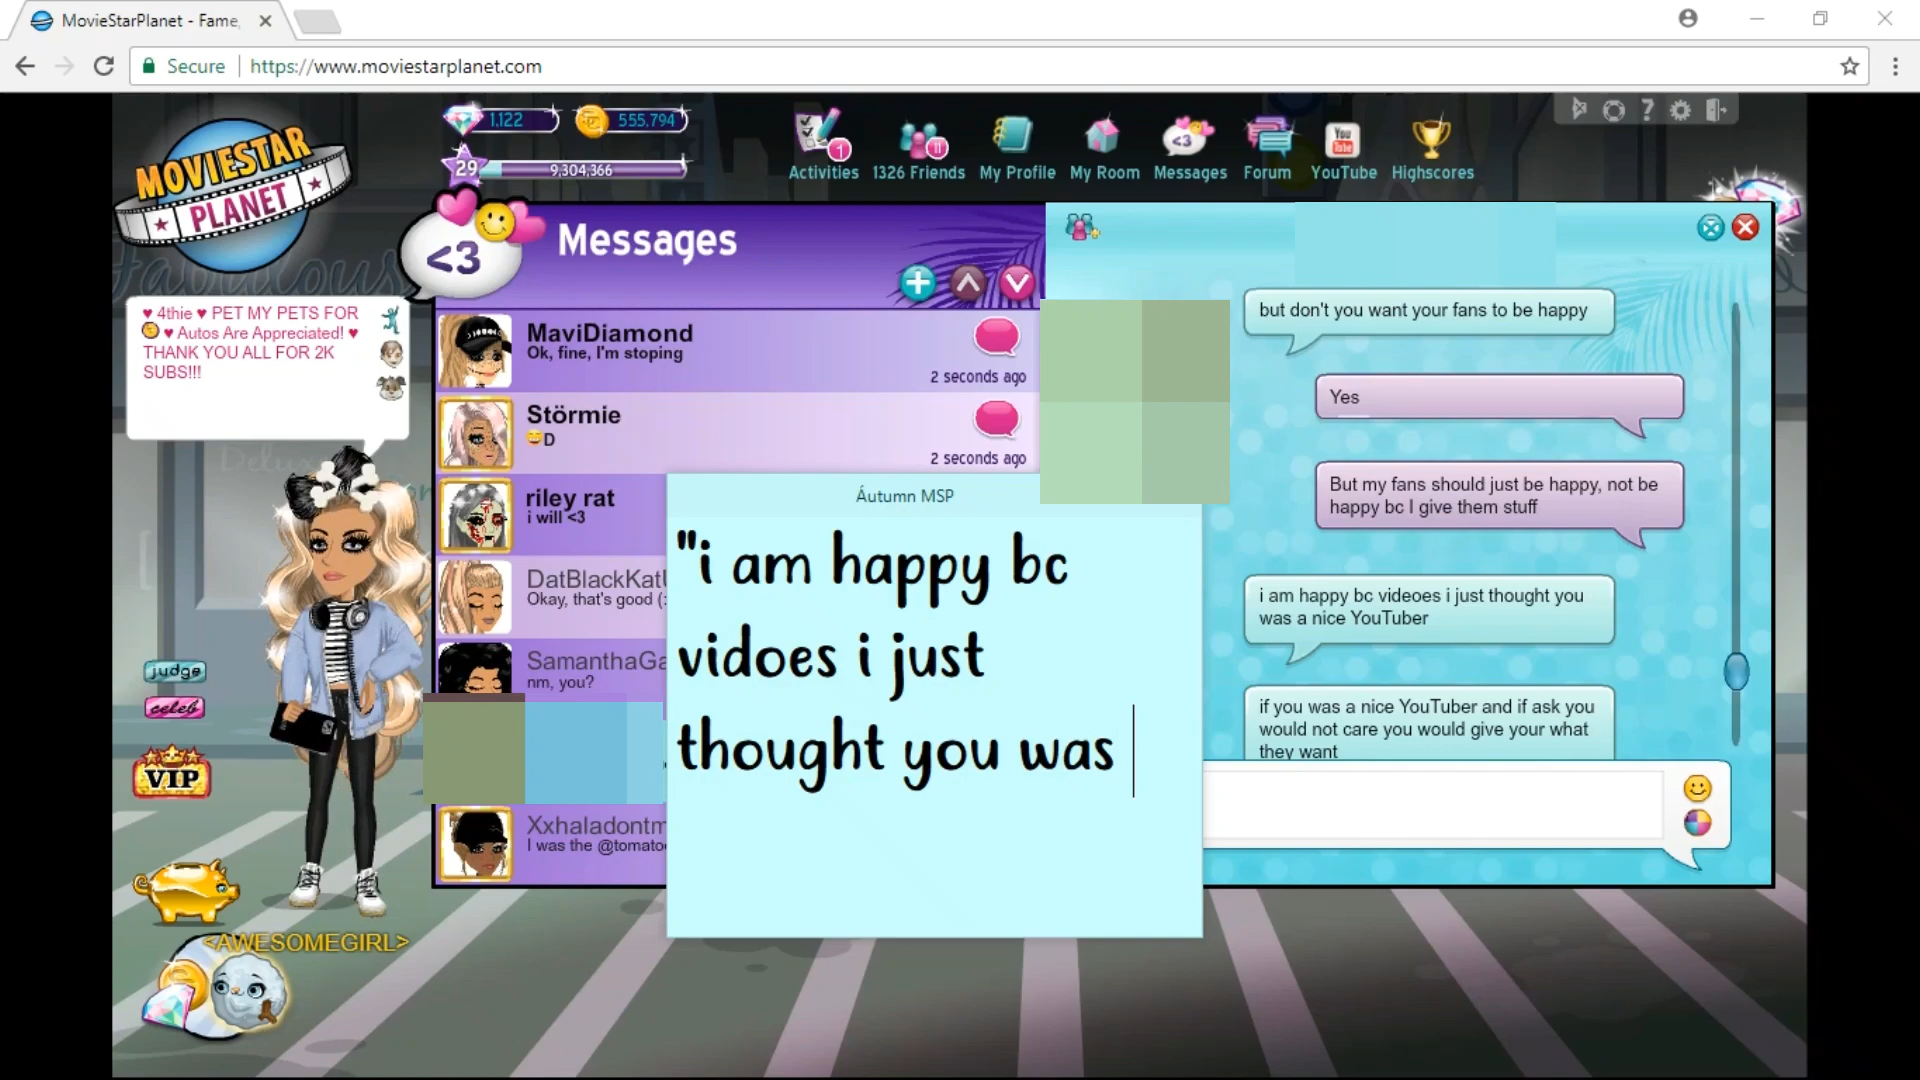 MovieStarPlanet - Fame,
Secure
https://www.moviestarplanet.com
MOVIESTAR
PLANET
1,122
555,794
29
9,304,366
1
Activities
11
1326 Friends
My Profile
My Room
<3
Messages
Forum
You
Tube
YouTube
Highscores
?
<3
Messages
♥ 4thie ♥ PET MY PETS FOR
♥ Autos Are Appreciated! ♥
THANK YOU ALL FOR 2K
SUBS!!!
MaviDiamond
Ok, fine, I'm stoping
2 seconds ago
Störmie
😄D
2 seconds ago
riley rat
i will <3
DatBlackKat
Okay, that's good (:
SamanthaGa
nm, you?
Xxhaladontm
I was the @tomato
Áutumn MSP
"i am happy bc
vidoes i just
thought you was
but don't you want your fans to be happy
Yes
But my fans should just be happy, not be
happy bc I give them stuff
i am happy bc videoes i just thought you
was a nice YouTuber
if you was a nice YouTuber and if ask you
would not care you would give your what
they want
judge
celeb
VIP
<AWESOMEGIRL>